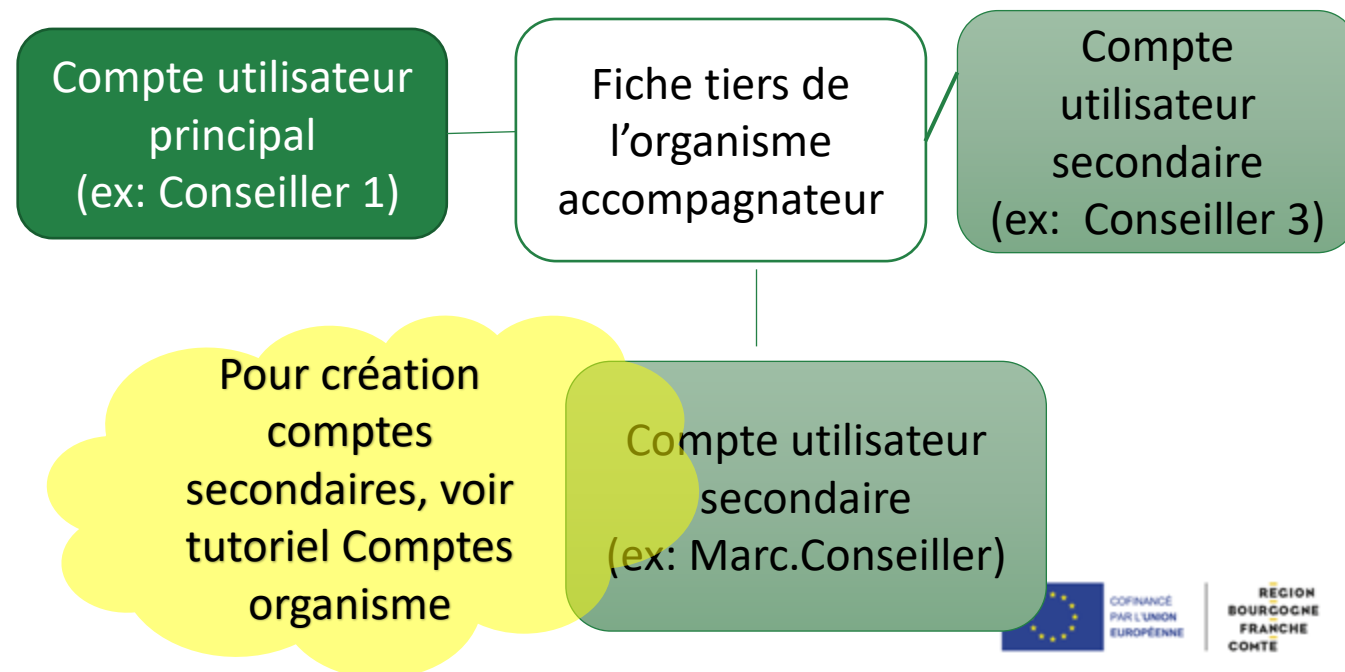 Compte utilisateur
principal
(ex: Conseiller 1)
Fiche tiers de
l’organisme
accompagnateur
Compte
utilisateur
secondaire
(ex:  Conseiller 3)
Pour création
comptes
secondaires, voir
tutoriel Comptes
organisme
Compte utilisateur
secondaire
(ex: Marc.Conseiller)
COFINANCÉ
PAR L'UNION
EUROPÉENNE
RÉGION
BOURGOGNE
FRANCHE
COMTÉ